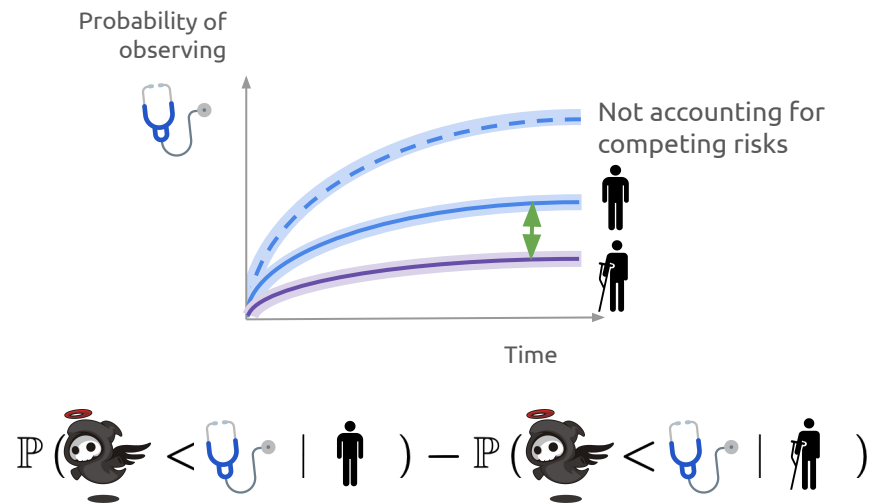 Probability of
observing
Not accounting for
competing risks
Time
ℙ( < | ) − ℙ( < | )